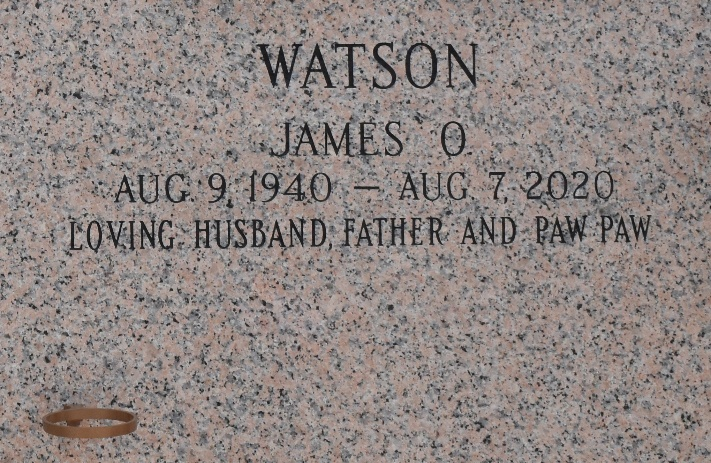 WATSON
JAMES O
AUG. 9, 1940 — AUG. 7, 2020
LOVING HUSBAND, FATHER AND PAW PAW